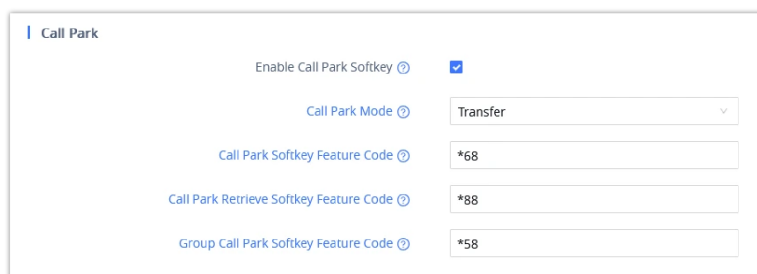 Call Park
Enable Call Park Softkey
Call Park Mode Transfer
Call Park Softkey Feature Code *68
Call Park Retrieve Softkey Feature Code *88
Group Call Park Softkey Feature Code *58